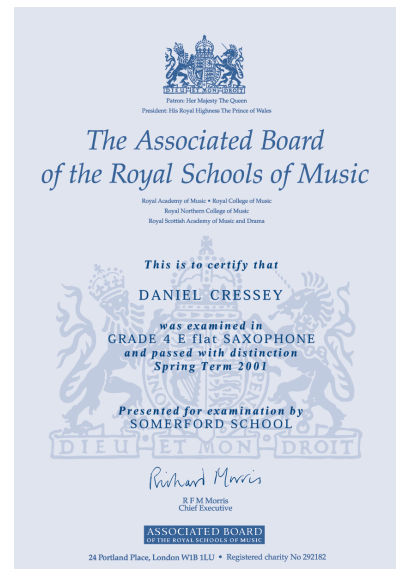 DIEU ET MON DROIT
Patron: Her Majesty The Queen
President: His Royal Highness The Prince of Wales
The Associated Board
of the Royal Schools of Music
Royal Academy of Music • Royal College of Music
Royal Northern College of Music
Royal Scottish Academy of Music and Drama
This is to certify that
DANIEL CRESSEY
was examined in
GRADE 4 E flat SAXOPHONE
and passed with distinction
Spring Term 2001
Presented for examination by
SOMERFORD SCHOOL
DIEU ET MON DROIT
Richard Morris
R F M Morris
Chief Executive
ASSOCIATED BOARD
OF THE ROYAL SCHOOLS OF MUSIC
24 Portland Place, London W1B 1LU • Registered charity No 292182